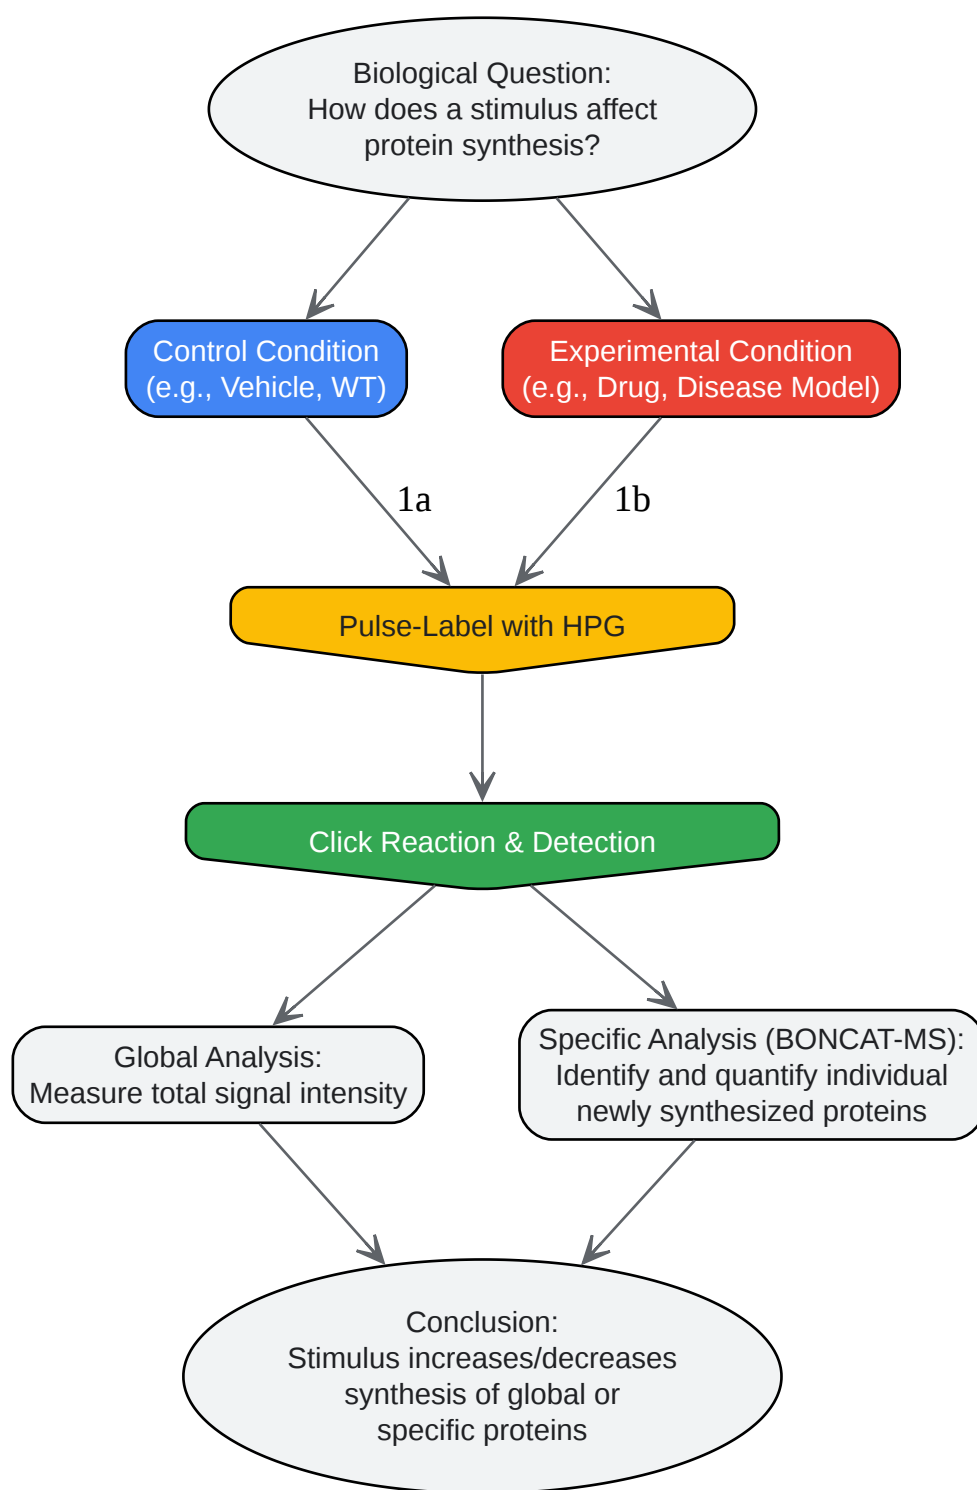 Biological Question:
How does a stimulus affect
protein synthesis?
Control Condition
(e.g., Vehicle, WT)
Experimental Condition
(e.g., Drug, Disease Model)
1a
1b
Pulse-Label with HPG
Click Reaction & Detection
Global Analysis:
Measure total signal intensity
Specific Analysis (BONCAT-MS):
Identify and quantify individual
newly synthesized proteins
Conclusion:
Stimulus increases/decreases
synthesis of global or
specific proteins